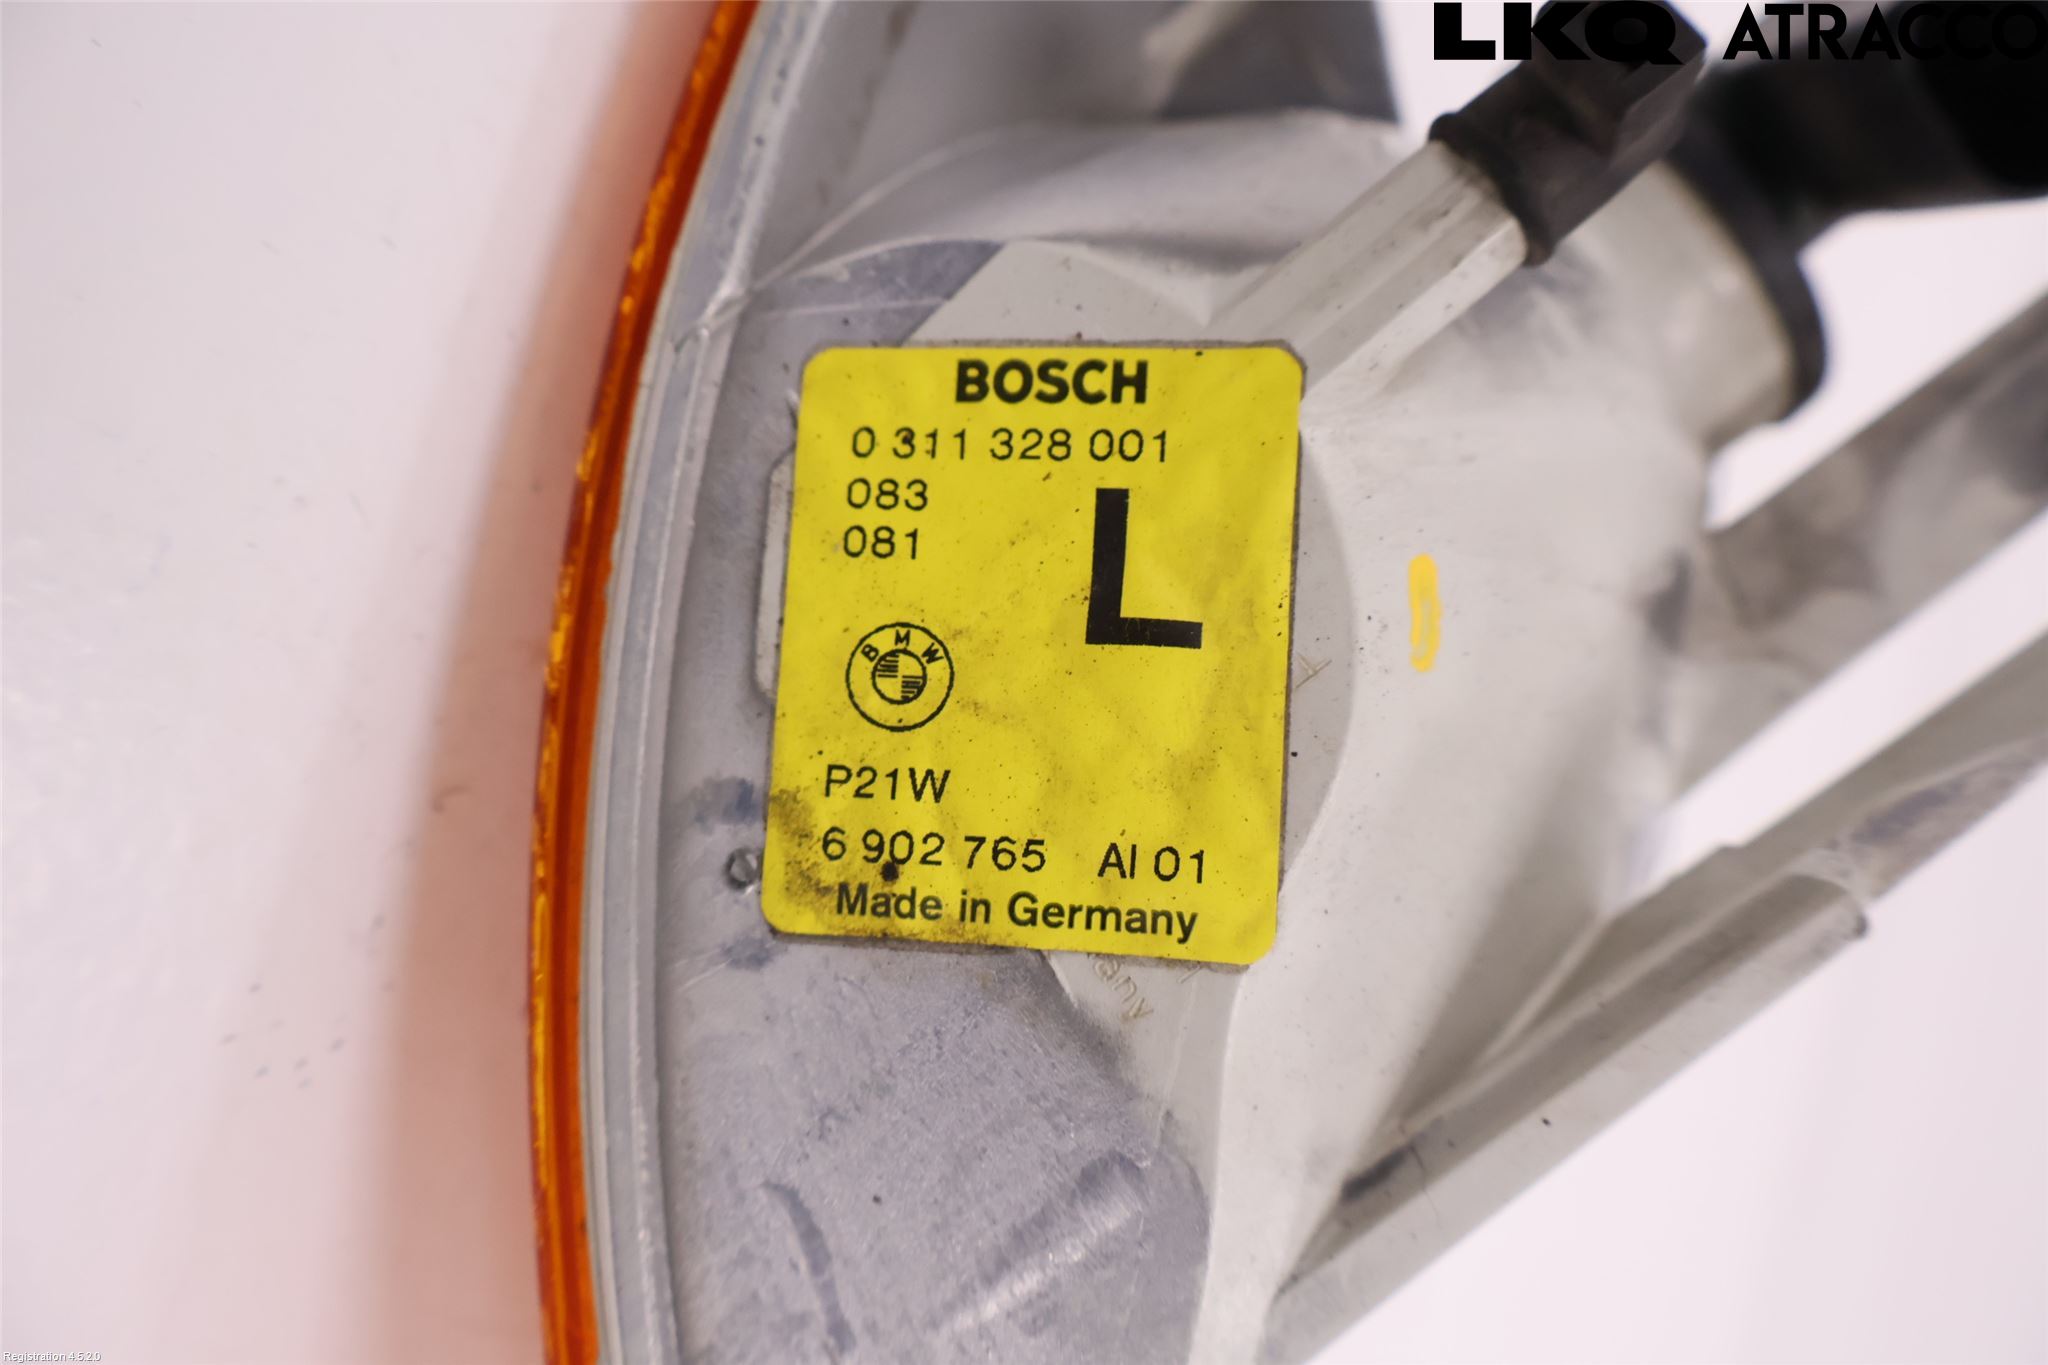 LKQ ATRACCO
BOSCH
0 311 328 001
083
081
L
BMW
P21W
6 902 765 AI 01
Made in Germany
any
Registration 4.5.2.0